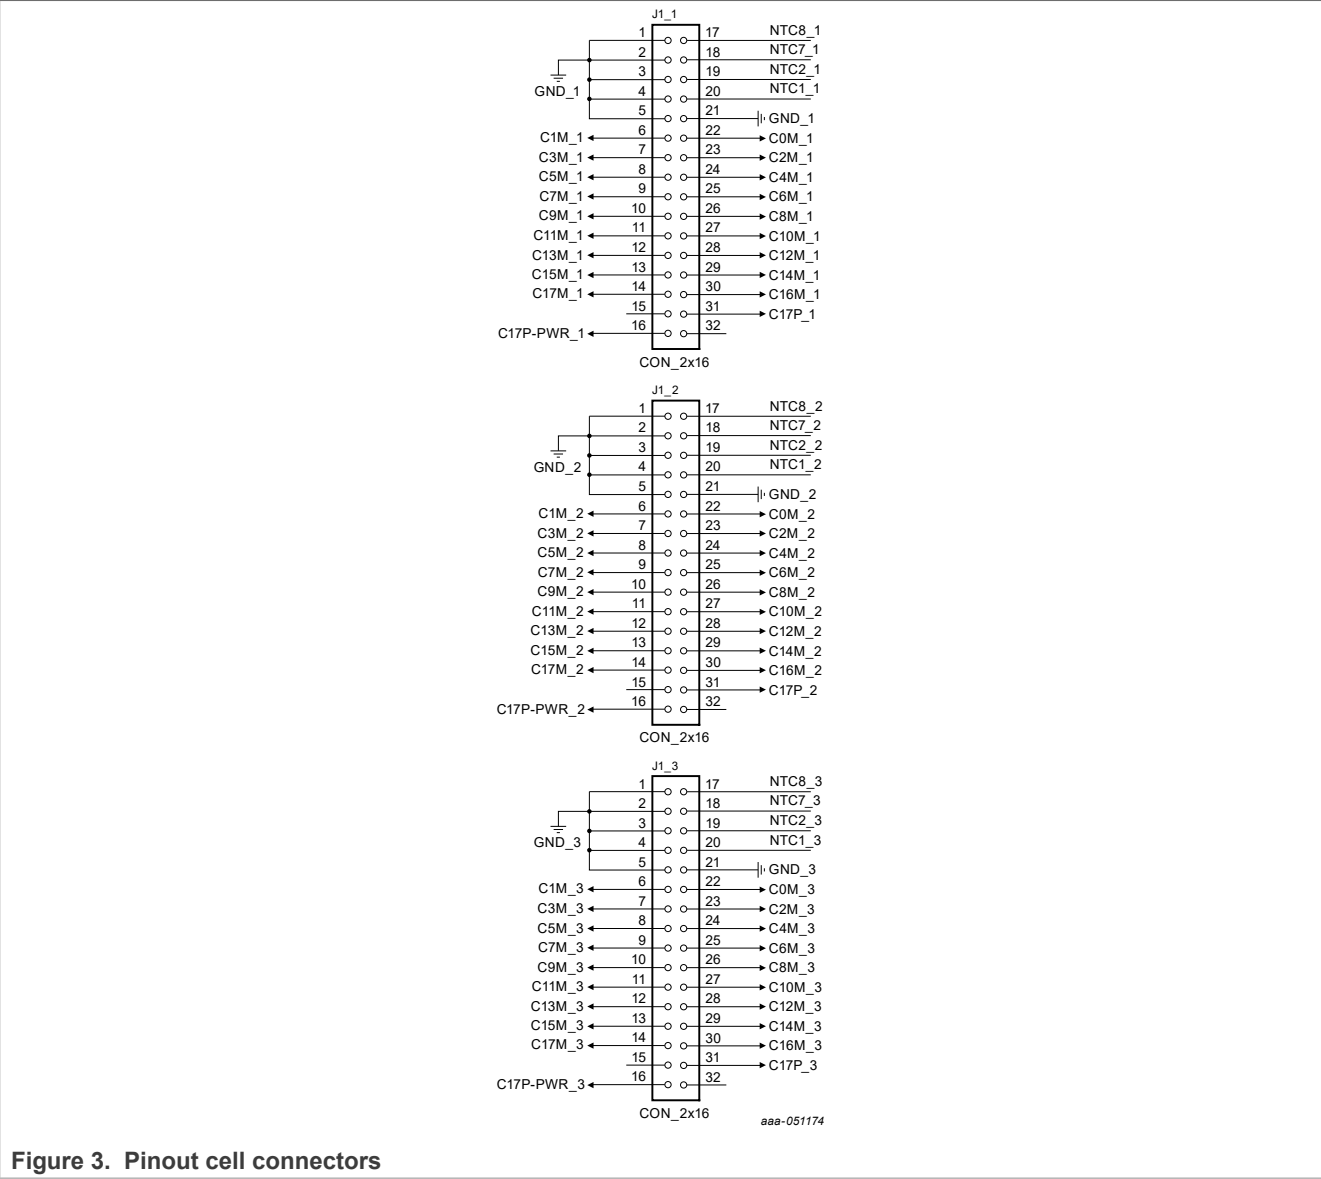 J1_1
1 17 NTC8_1
2 18 NTC7_1
3 19 NTC2_1
GND_1 4 20 NTC1_1
5 21 GND_1
C1M_1 6 22 C0M_1
C3M_1 7 23 C2M_1
C5M_1 8 24 C4M_1
C7M_1 9 25 C6M_1
C9M_1 10 26 C8M_1
C11M_1 11 27 C10M_1
C13M_1 12 28 C12M_1
C15M_1 13 29 C14M_1
C17M_1 14 30 C16M_1
15 31 C17P_1
C17P-PWR_1 16 32
CON_2x16
J1_2
1 17 NTC8_2
2 18 NTC7_2
3 19 NTC2_2
GND_2 4 20 NTC1_2
5 21 GND_2
C1M_2 6 22 C0M_2
C3M_2 7 23 C2M_2
C5M_2 8 24 C4M_2
C7M_2 9 25 C6M_2
C9M_2 10 26 C8M_2
C11M_2 11 27 C10M_2
C13M_2 12 28 C12M_2
C15M_2 13 29 C14M_2
C17M_2 14 30 C16M_2
15 31 C17P_2
C17P-PWR_2 16 32
CON_2x16
J1_3
1 17 NTC8_3
2 18 NTC7_3
3 19 NTC2_3
GND_3 4 20 NTC1_3
5 21 GND_3
C1M_3 6 22 C0M_3
C3M_3 7 23 C2M_3
C5M_3 8 24 C4M_3
C7M_3 9 25 C6M_3
C9M_3 10 26 C8M_3
C11M_3 11 27 C10M_3
C13M_3 12 28 C12M_3
C15M_3 13 29 C14M_3
C17M_3 14 30 C16M_3
15 31 C17P_3
C17P-PWR_3 16 32
CON_2x16
aaa-051174
Figure 3. Pinout cell connectors